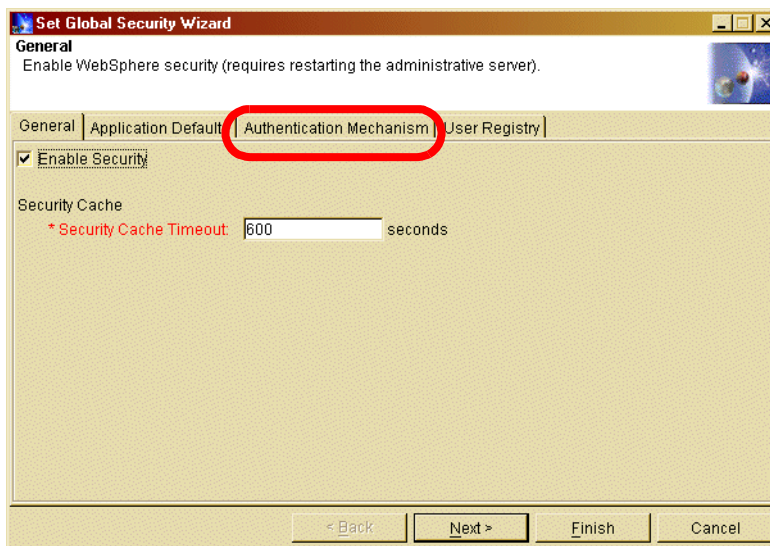 Set Global Security Wizard
General
Enable WebSphere security (requires restarting the administrative server).
General Application Default Authentication Mechanism User Registry
Enable Security
Security Cache
* Security Cache Timeout: 600 seconds
< Back Next > Finish Cancel